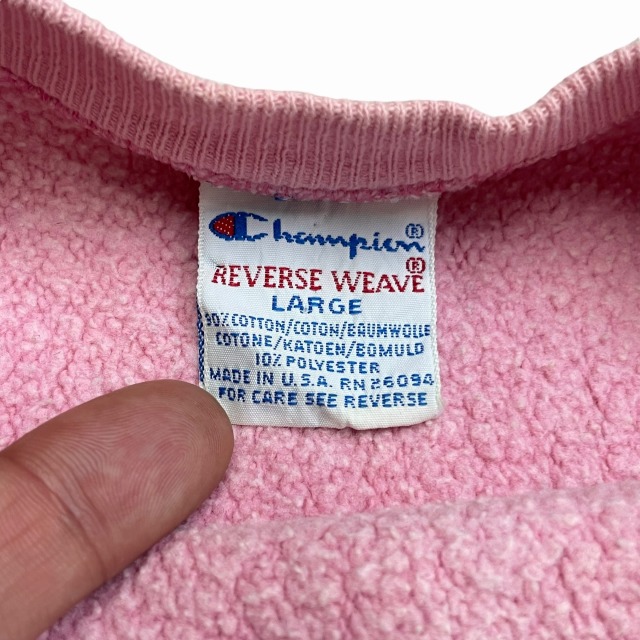 Champion®
REVERSE WEAVE®
LARGE
90% COTTON/COTON/BAUMWOLLE
COTONE/KATOEN/BOMULD
10% POLYESTER
MADE IN U.S.A. RN 26094
FOR CARE SEE REVERSE